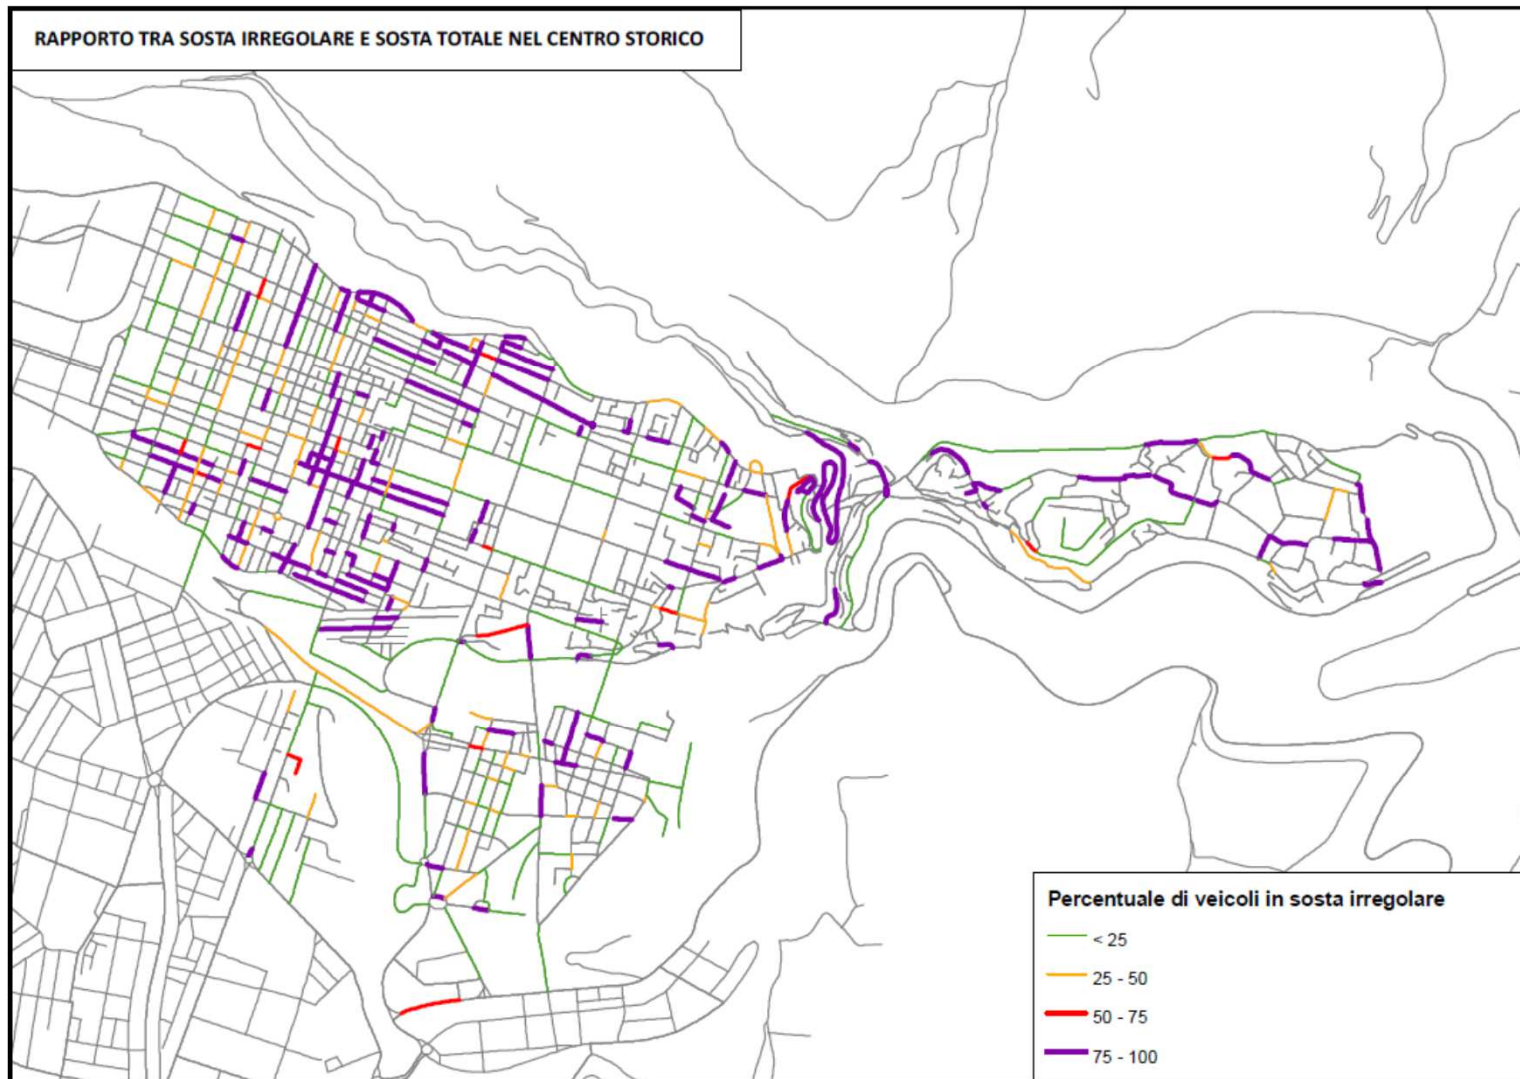 RAPPORTO TRA SOSTA IRREGOLARE E SOSTA TOTALE NEL CENTRO STORICO
Percentuale di veicoli in sosta irregolare
< 25
25 - 50
50 - 75
75 - 100